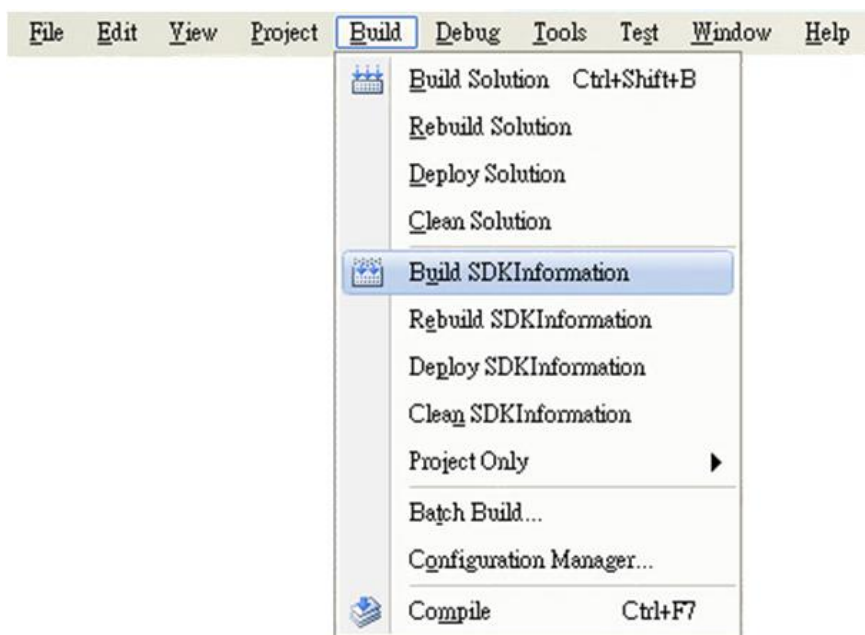 File Edit View Project Build Debug Tools Test Window Help
Build Solution Ctrl+Shift+B
Rebuild Solution
Deploy Solution
Clean Solution
Build SDKInformation
Rebuild SDKInformation
Deploy SDKInformation
Clean SDKInformation
Project Only
Batch Build...
Configuration Manager...
Compile Ctrl+F7